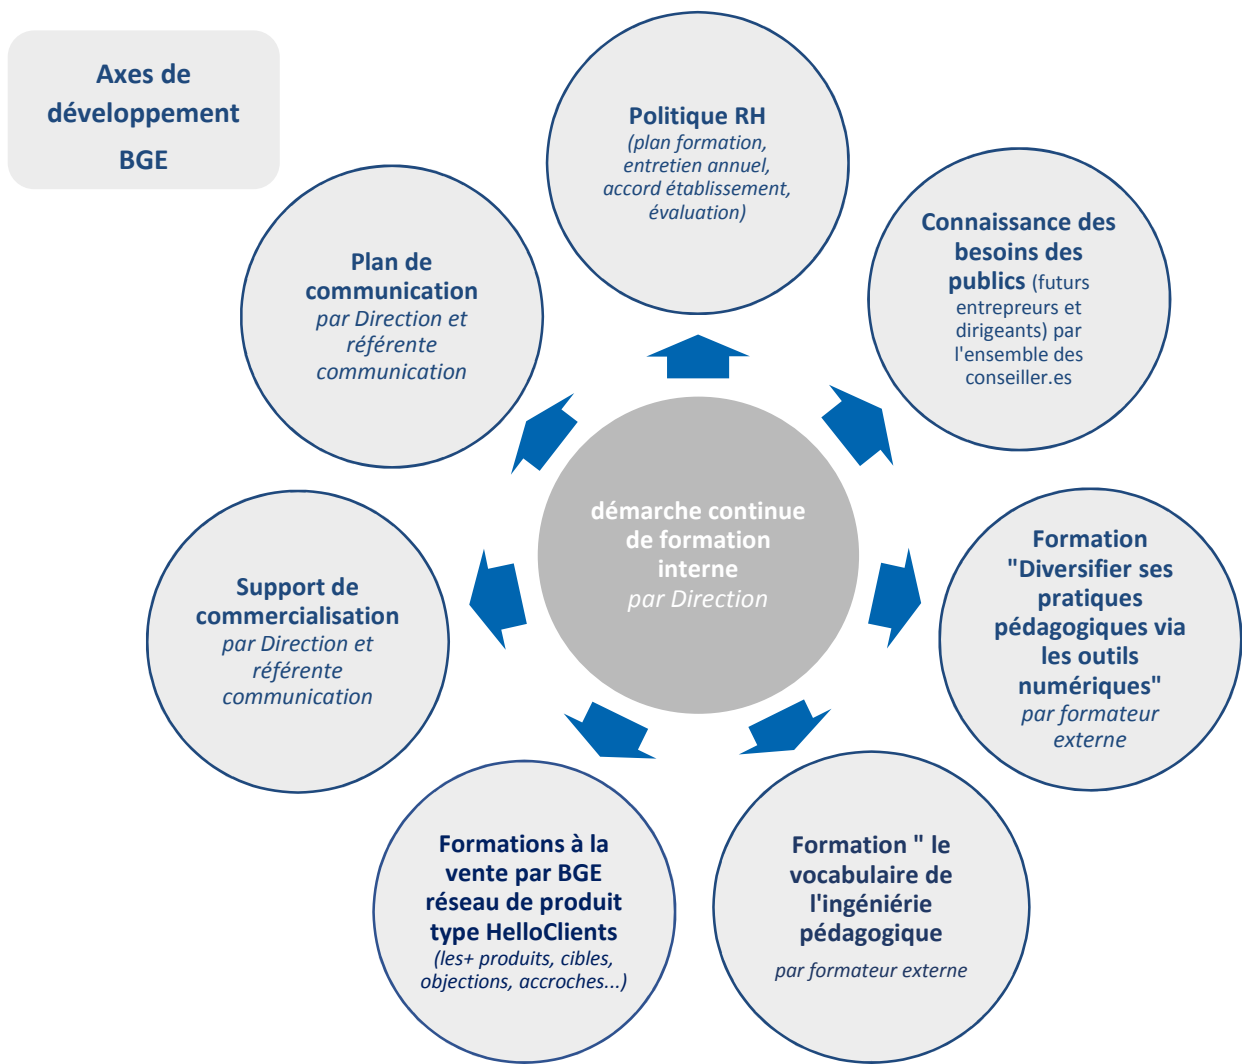 Axes de
développement
BGE
Politique RH
(plan formation,
entretien annuel,
accord établissement,
évaluation)
Connaissance des
besoins des
publics (futurs
entrepreurs et
dirigeants) par
l'ensemble des
conseiller.es
Plan de
communication
par Direction et
référente
communication
démarche continue
de formation
interne
par Direction
Formation
"Diversifier ses
pratiques
pédagogiques via
les outils
numériques"
par formateur
externe
Support de
commercialisation
par Direction et
référente
communication
Formations à la
vente par BGE
réseau de produit
type HelloClients
(les+ produits, cibles,
objections, accroches...)
Formation " le
vocabulaire de
l'ingéniérie
pédagogique
par formateur externe